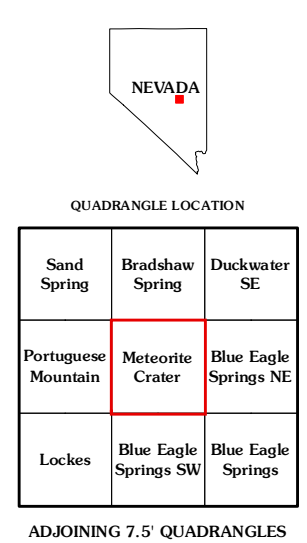 NEVADA
QUADRANGLE LOCATION
Sand
Spring
Bradshaw
Spring
Duckwater
SE
Portuguese
Mountain
Meteorite
Crater
Blue Eagle
Springs NE
Lockes
Blue Eagle
Springs SW
Blue Eagle
Springs
ADJOINING 7.5' QUADRANGLES